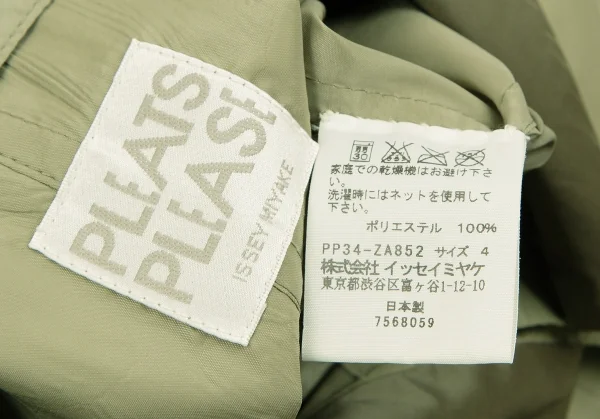 PLEATS
PLEASE
ISSEY MIYAKE
30
家庭での乾燥機はお避け下さ
い。
洗濯時にはネットを使用して
下さい。
ポリエステル 100%
PP34-ZA852 サイズ 4
株式会社 イッセイミヤケ
東京都渋谷区富ヶ谷1-12-10
日本製
7568059